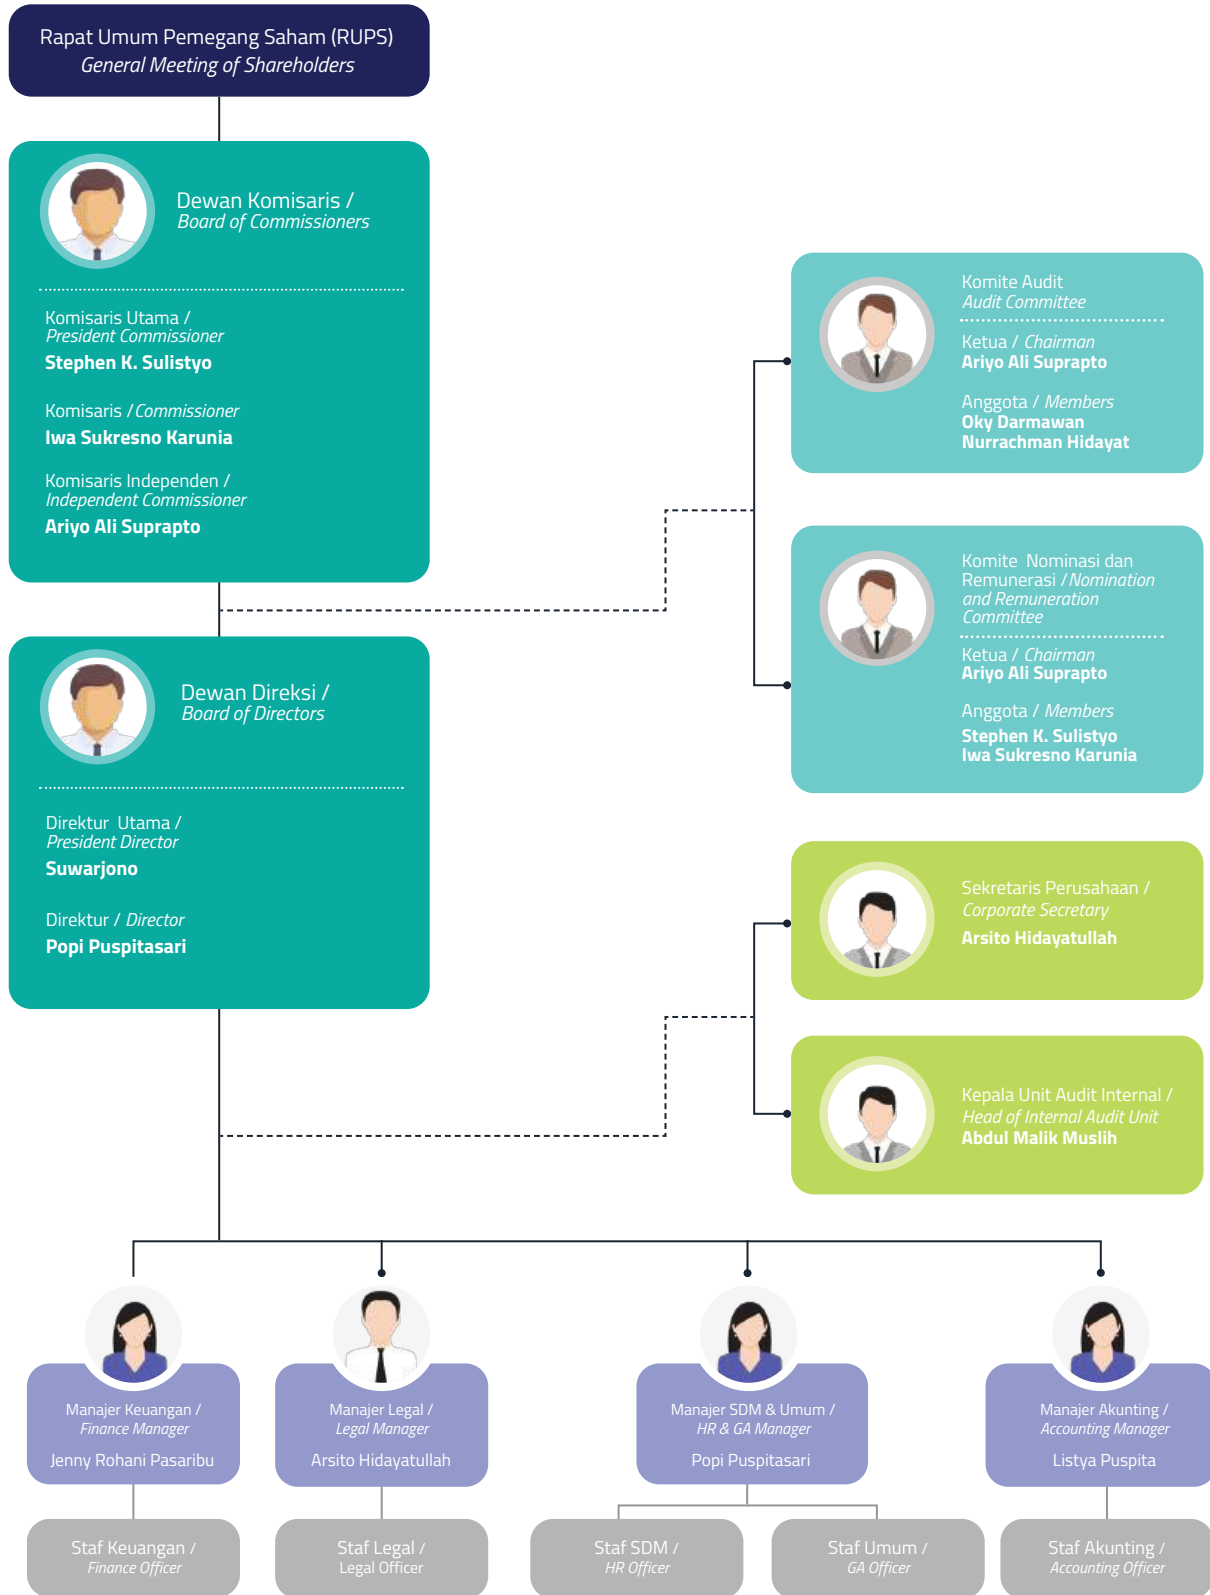 Rapat Umum Pemegang Saham (RUPS)
General Meeting of Shareholders
Dewan Komisaris /
Board of Commissioners
Komisaris Utama /
President Commissioner
Stephen K. Sulistyo
Komisaris / Commissioner
Iwa Sukresno Karunia
Komisaris Independen /
Independent Commissioner
Ariyo Ali Suprapto
Komite Audit
Audit Committee
Ketua / Chairman
Ariyo Ali Suprapto
Anggota / Members
Oky Darmawan
Nurrachman Hidayat
Komite Nominasi dan
Remunerasi / Nomination
and Remuneration
Committee
Ketua / Chairman
Ariyo Ali Suprapto
Anggota / Members
Stephen K. Sulistyo
Iwa Sukresno Karunia
Dewan Direksi /
Board of Directors
Direktur Utama /
President Director
Suwarjono
Direktur / Director
Popi Puspitasari
Sekretaris Perusahaan /
Corporate Secretary
Arsito Hidayatullah
Kepala Unit Audit Internal /
Head of Internal Audit Unit
Abdul Malik Muslih
Manajer Keuangan /
Finance Manager
Jenny Rohani Pasaribu
Manajer Legal /
Legal Manager
Arsito Hidayatullah
Manajer SDM & Umum /
HR & GA Manager
Popi Puspitasari
Manajer Akunting /
Accounting Manager
Listya Puspita
Staf Keuangan /
Finance Officer
Staf Legal /
Legal Officer
Staf SDM /
HR Officer
Staf Umum /
GA Officer
Staf Akunting /
Accounting Officer